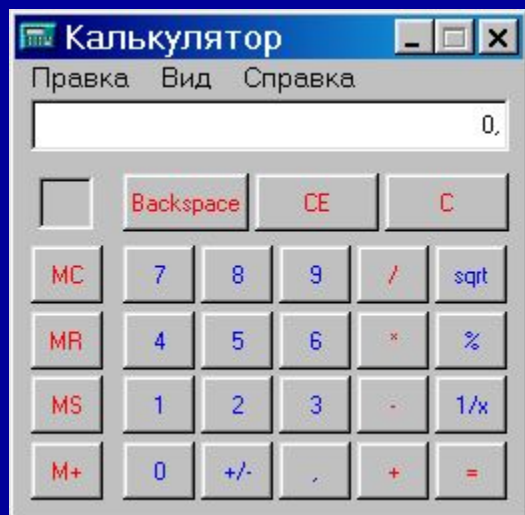 Калькулятор
Правка Вид Справка
0,
Backspace CE C
MC 7 8 9 / sqrt
MR 4 5 6 * %
MS 1 2 3 - 1/x
M+ 0 +/- , + =